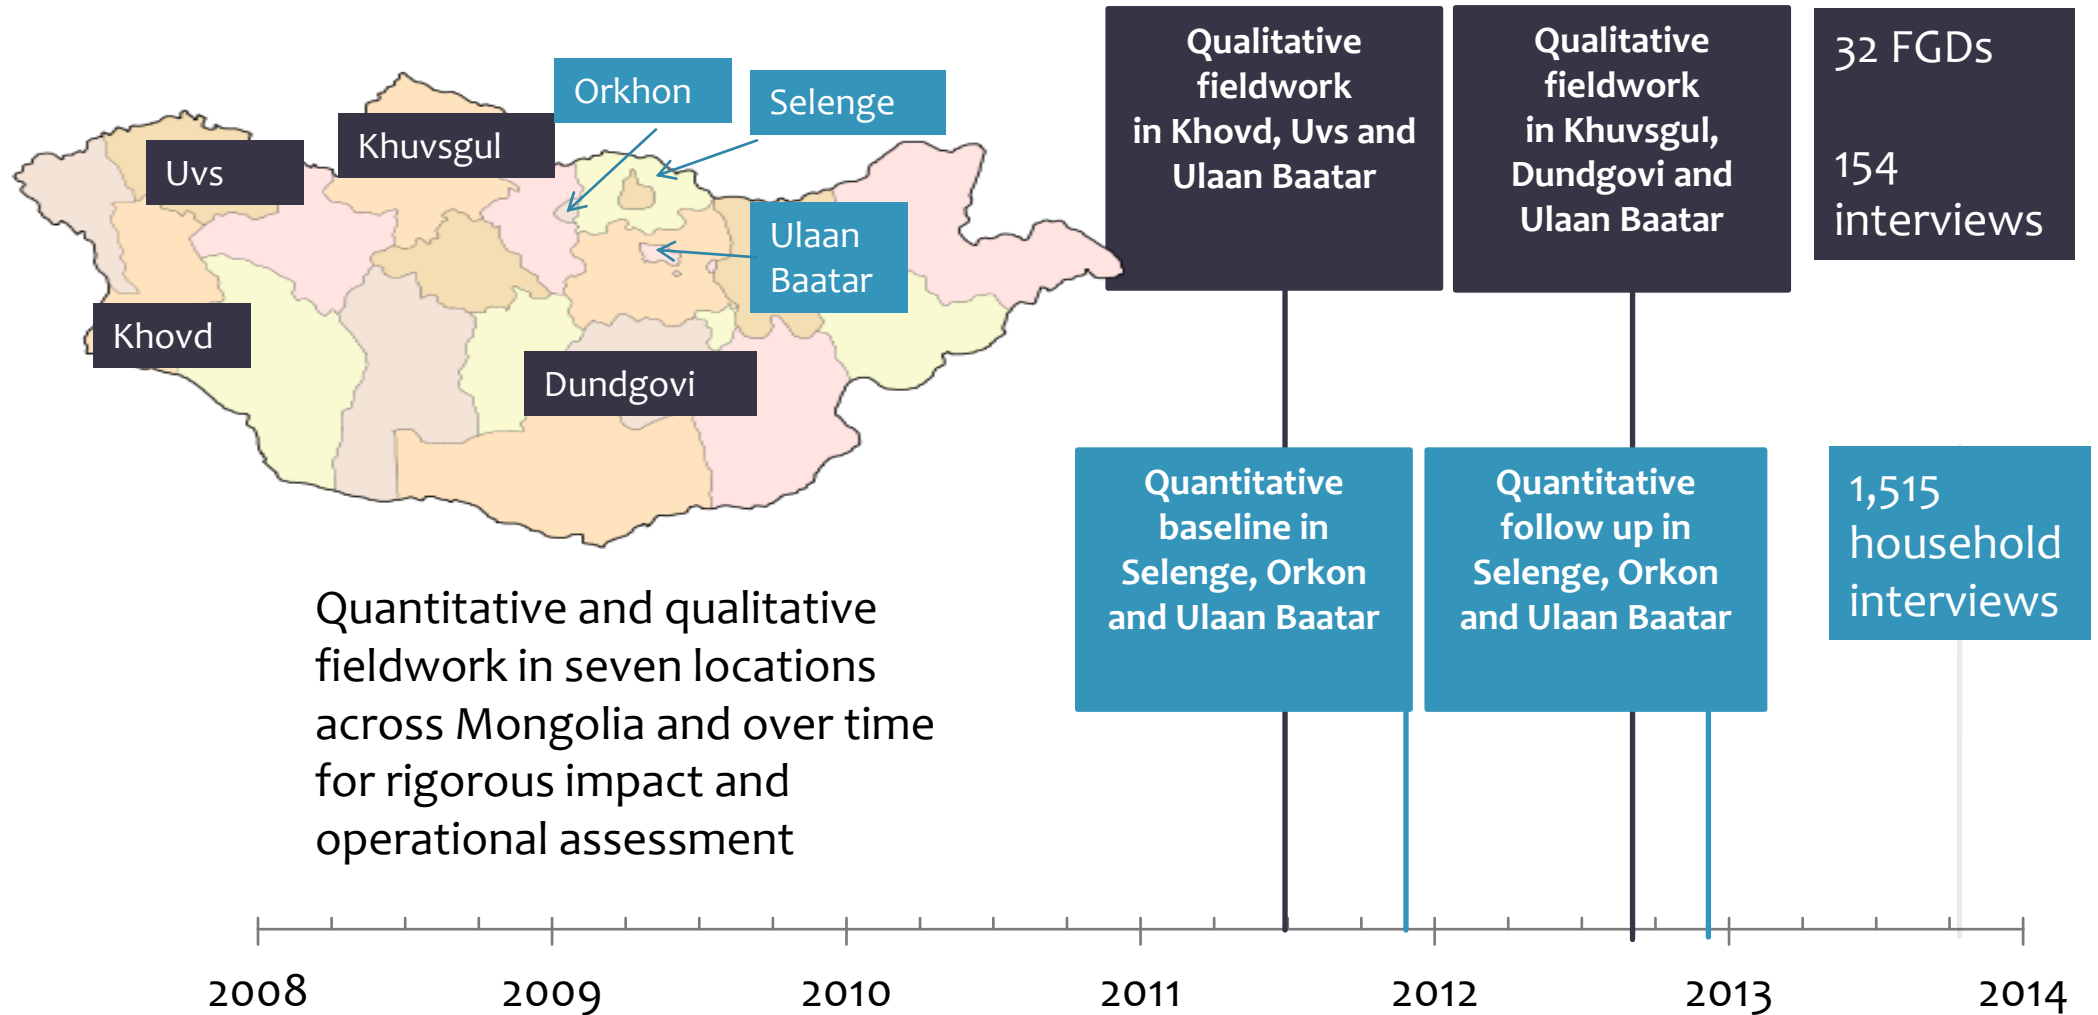 Orkhon
Selenge
Khuvsgul
Uvs
Ulaan
Baatar
Khovd
Dundgovi
Qualitative
fieldwork
in Khovd, Uvs and
Ulaan Baatar
Qualitative
fieldwork
in Khuvsgul,
Dundgovi and
Ulaan Baatar
32 FGDs
154
interviews
Quantitative
baseline in
Selenge, Orkon
and Ulaan Baatar
Quantitative
follow up in
Selenge, Orkon
and Ulaan Baatar
1,515
household
interviews
Quantitative and qualitative
fieldwork in seven locations
across Mongolia and over time
for rigorous impact and
operational assessment
2008 2009 2010 2011 2012 2013 2014